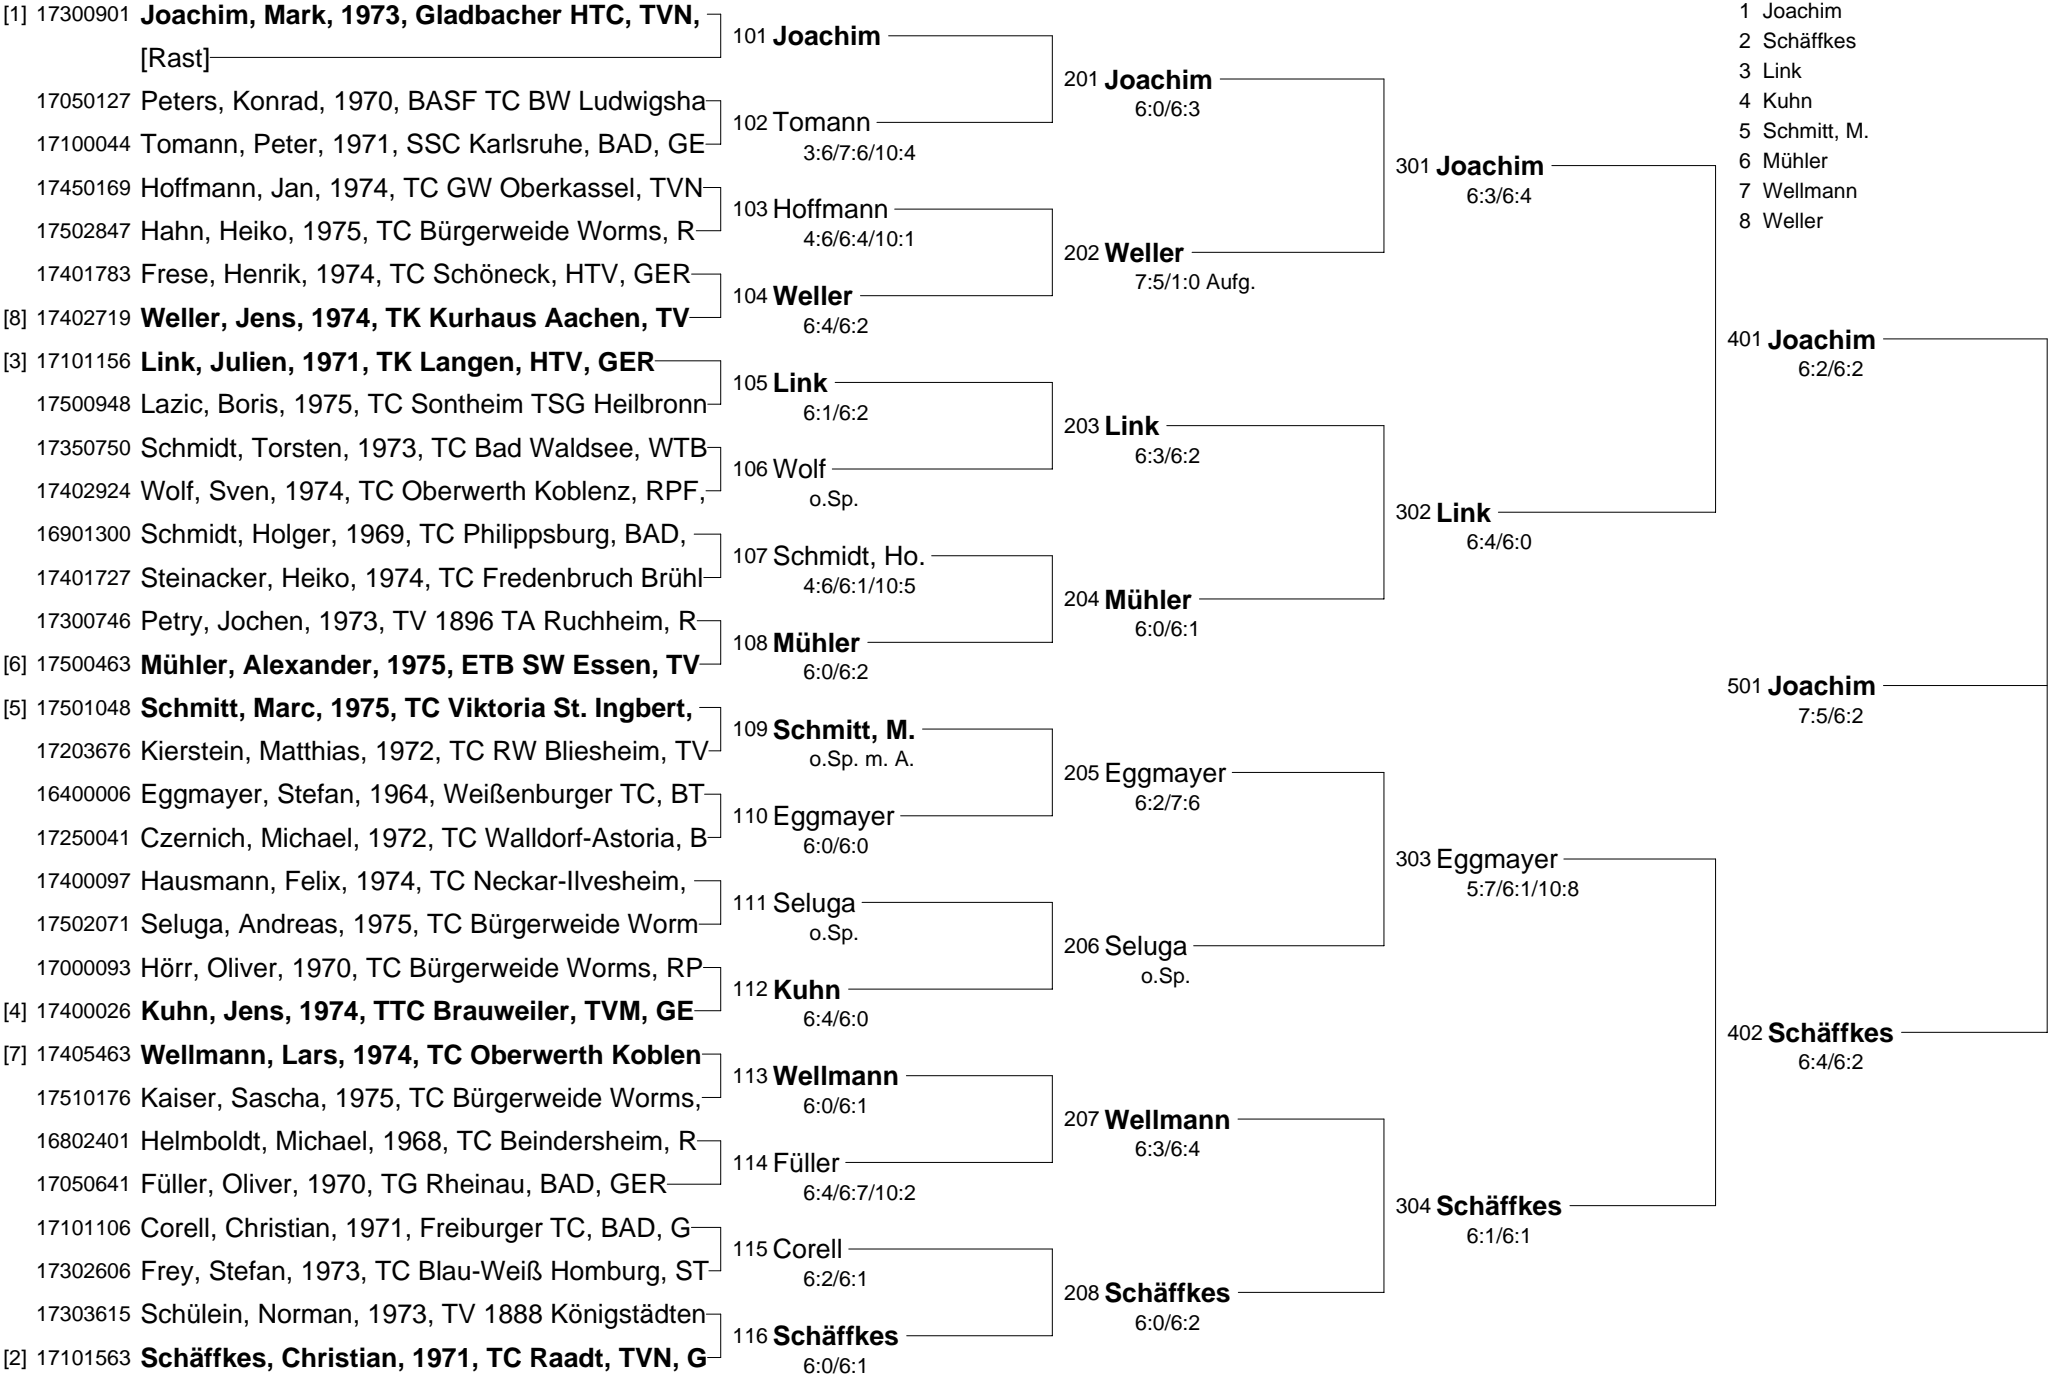 [1] 17300901 Joachim, Mark, 1973, Gladbacher HTC, TVN,
[Rast]
17050127 Peters, Konrad, 1970, BASF TC BW Ludwigsha
17100044 Tomann, Peter, 1971, SSC Karlsruhe, BAD, GE
17450169 Hoffmann, Jan, 1974, TC GW Oberkassel, TVN
17502847 Hahn, Heiko, 1975, TC Bürgerweide Worms, R
17401783 Frese, Henrik, 1974, TC Schöneck, HTV, GER
[8] 17402719 Weller, Jens, 1974, TK Kurhaus Aachen, TV
[3] 17101156 Link, Julien, 1971, TK Langen, HTV, GER
17500948 Lazic, Boris, 1975, TC Sontheim TSG Heilbronn
17350750 Schmidt, Torsten, 1973, TC Bad Waldsee, WTB
17402924 Wolf, Sven, 1974, TC Oberwerth Koblenz, RPF,
16901300 Schmidt, Holger, 1969, TC Philippsburg, BAD,
17401727 Steinacker, Heiko, 1974, TC Fredenbruch Brühl
17300746 Petry, Jochen, 1973, TV 1896 TA Ruchheim, R
[6] 17500463 Mühler, Alexander, 1975, ETB SW Essen, TV
[5] 17501048 Schmitt, Marc, 1975, TC Viktoria St. Ingbert,
17203676 Kierstein, Matthias, 1972, TC RW Bliesheim, TV
16400006 Eggmayer, Stefan, 1964, Weißenburger TC, BT
17250041 Czernich, Michael, 1972, TC Walldorf-Astoria, B
17400097 Hausmann, Felix, 1974, TC Neckar-Ilvesheim,
17502071 Seluga, Andreas, 1975, TC Bürgerweide Worm
17000093 Hörr, Oliver, 1970, TC Bürgerweide Worms, RP
[4] 17400026 Kuhn, Jens, 1974, TTC Brauweiler, TVM, GE
[7] 17405463 Wellmann, Lars, 1974, TC Oberwerth Koblen
17510176 Kaiser, Sascha, 1975, TC Bürgerweide Worms,
16802401 Helmboldt, Michael, 1968, TC Beindersheim, R
17050641 Füller, Oliver, 1970, TG Rheinau, BAD, GER
17101106 Corell, Christian, 1971, Freiburger TC, BAD, G
17302606 Frey, Stefan, 1973, TC Blau-Weiß Homburg, ST
17303615 Schülein, Norman, 1973, TV 1888 Königstädten
[2] 17101563 Schäffkes, Christian, 1971, TC Raadt, TVN, G
101 Joachim
102 Tomann
3:6/7:6/10:4
103 Hoffmann
4:6/6:4/10:1
104 Weller
6:4/6:2
105 Link
6:1/6:2
106 Wolf
o.Sp.
107 Schmidt, Ho.
4:6/6:1/10:5
108 Mühler
6:0/6:2
109 Schmitt, M.
o.Sp. m. A.
110 Eggmayer
6:0/6:0
111 Seluga
o.Sp.
112 Kuhn
6:4/6:0
113 Wellmann
6:0/6:1
114 Füller
6:4/6:7/10:2
115 Corell
6:2/6:1
116 Schäffkes
6:0/6:1
201 Joachim
6:0/6:3
202 Weller
7:5/1:0 Aufg.
203 Link
6:3/6:2
204 Mühler
6:0/6:1
205 Eggmayer
6:2/7:6
206 Seluga
o.Sp.
207 Wellmann
6:3/6:4
208 Schäffkes
6:0/6:2
301 Joachim
6:3/6:4
302 Link
6:4/6:0
303 Eggmayer
5:7/6:1/10:8
304 Schäffkes
6:1/6:1
401 Joachim
6:2/6:2
402 Schäffkes
6:4/6:2
501 Joachim
7:5/6:2
1 Joachim
2 Schäffkes
3 Link
4 Kuhn
5 Schmitt, M.
6 Mühler
7 Wellmann
8 Weller